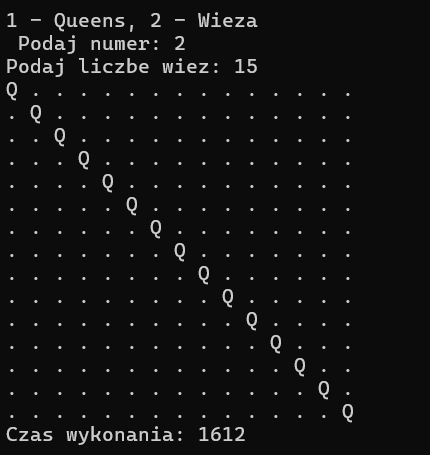 1 - Queens, 2 - Wieza
 Podaj numer: 2
Podaj liczbe wiez: 15
Q . . . . . . . . . . . . . .
. Q . . . . . . . . . . . . .
. . Q . . . . . . . . . . . .
. . . Q . . . . . . . . . . .
. . . . Q . . . . . . . . . .
. . . . . Q . . . . . . . . .
. . . . . . Q . . . . . . . .
. . . . . . . Q . . . . . . .
. . . . . . . . Q . . . . . .
. . . . . . . . . Q . . . . .
. . . . . . . . . . Q . . . .
. . . . . . . . . . . Q . . .
. . . . . . . . . . . . Q . .
. . . . . . . . . . . . . Q .
. . . . . . . . . . . . . . Q
Czas wykonania: 1612